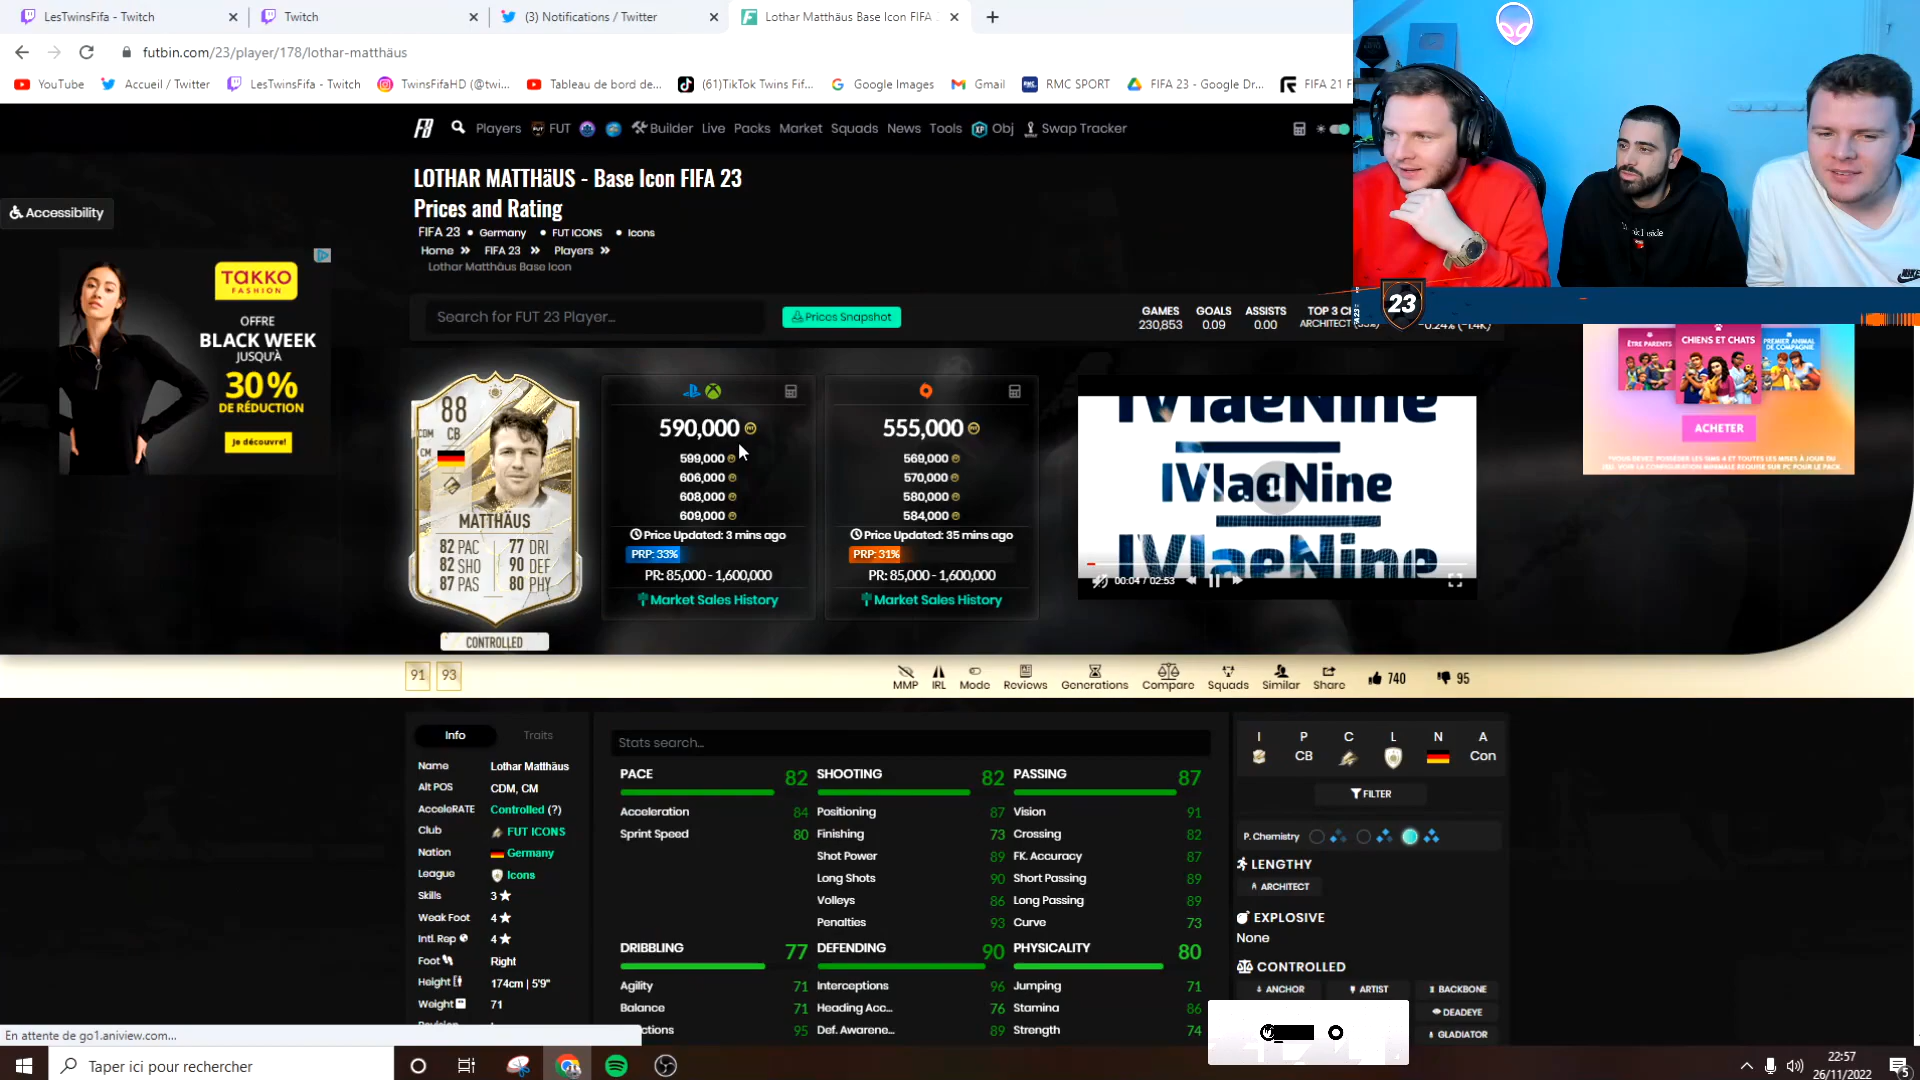 LesTwinsFifa - Twitch
Twitch
(3) Notifications / Twitter
Lothar Matthäus Base Icon FIFA
futbin.com/23/player/178/lothar-matthäus
YouTube
Accueil / Twitter
LesTwinsFifa - Twitch
TwinsFifaHD (@twi...
Tableau de bord de...
(61)TikTok Twins Fif...
Google Images
Gmail
RMC SPORT
FIFA 23 - Google Dr...
FIFA 21 F
Players
FUT
Builder
Live
Packs
Market
Squads
News
Tools
Obj
Swap Tracker
LOTHAR MATTHäUS - Base Icon FIFA 23
Prices and Rating
FIFA 23 • Germany • FUT ICONS • Icons
Home » FIFA 23 » Players »
Lothar Matthäus Base Icon
Accessibility
TAKKO
FASHION
OFFRE
BLACK WEEK
JUSQU'À
30%
DE RÉDUCTION
Je découvre!
Search for FUT 23 Player...
Prices Snapshot
GAMES
230,853
GOALS
0.09
ASSISTS
0.00
TOP 3 C
ARCHITECT
23
ÊTRE PARENTS
CHIENS ET CHATS
PREMIER ANIMAL DE COMPAGNIE
ACHETER
88
CB
CDM
CM
MATTHÄUS
82 PAC
82 SHO
87 PAS
77 DRI
90 DEF
80 PHY
CONTROLLED
590,000
599,000
606,000
608,000
609,000
Price Updated: 3 mins ago
PRP: 33%
PR: 85,000 - 1,600,000
Market Sales History
555,000
569,000
570,000
580,000
584,000
Price Updated: 35 mins ago
PRP: 31%
PR: 85,000 - 1,600,000
Market Sales History
MacNine
MacNine
MacNine
00:04 / 02:53
91
93
MMP
IRL
Mode
Reviews
Generations
Compare
Squads
Similar
Share
740
95
Info
Traits
Name Lothar Matthäus
Alt POS CDM, CM
AcceleRATE Controlled (?)
Club FUT ICONS
Nation Germany
League Icons
Skills 3
Weak Foot 4
Intl. Rep 4
Foot Right
Height 174cm | 5'9"
Weight 71
Stats search...
PACE 82
Acceleration 84
Sprint Speed 80
SHOOTING 82
Positioning 87
Finishing 73
Shot Power 89
Long Shots 90
Volleys 86
Penalties 93
PASSING 87
Vision 91
Crossing 82
FK. Accuracy 87
Short Passing 89
Long Passing 89
Curve 73
DRIBBLING 77
Agility 71
Balance 71
ctions 95
DEFENDING 90
Interceptions 96
Heading Acc... 76
Def. Awarene... 89
PHYSICALITY 80
Jumping 71
Stamina 86
Strength 74
I P C L N A
CB Con
FILTER
P. Chemistry
LENGTHY
ARCHITECT
EXPLOSIVE
None
CONTROLLED
ANCHOR
ARTIST
BACKBONE
DEADEYE
GLADIATOR
En attente de go1.aniview.com...
Taper ici pour rechercher
22:57
26/11/2022
5